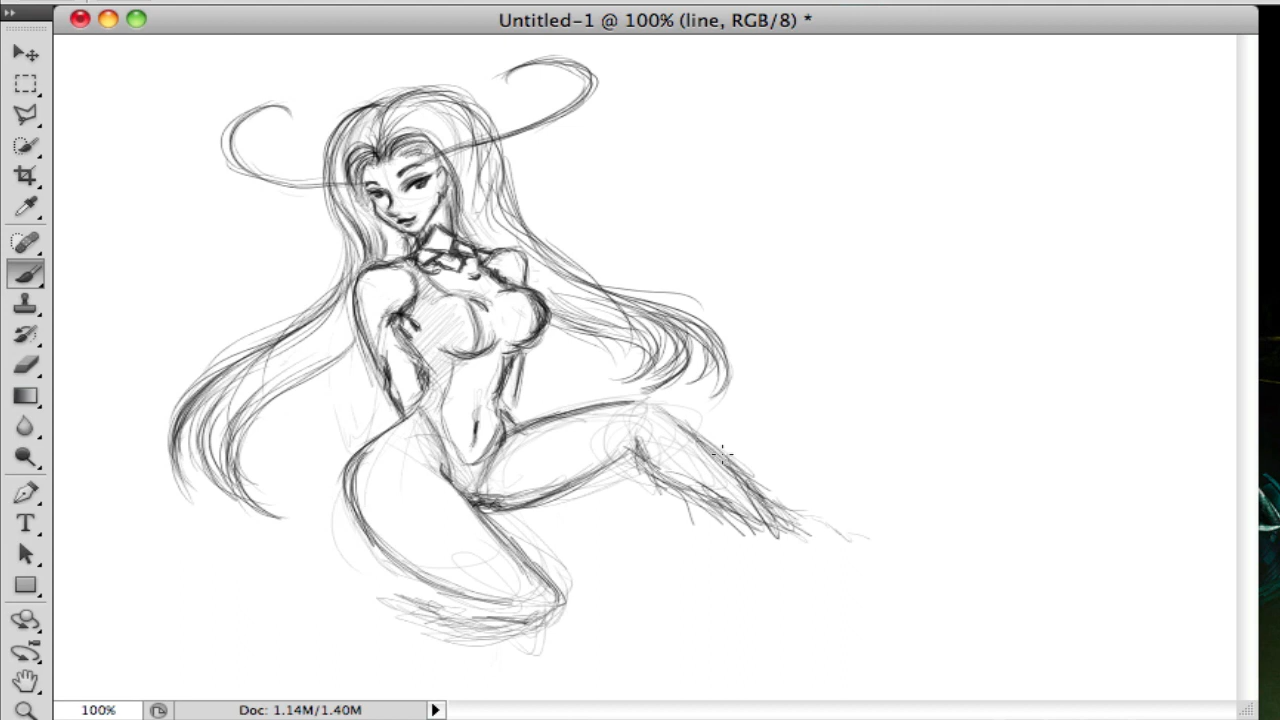 Untitled-1 @ 100% (line, RGB/8) *
T
100%
Doc: 1.14M/1.40M